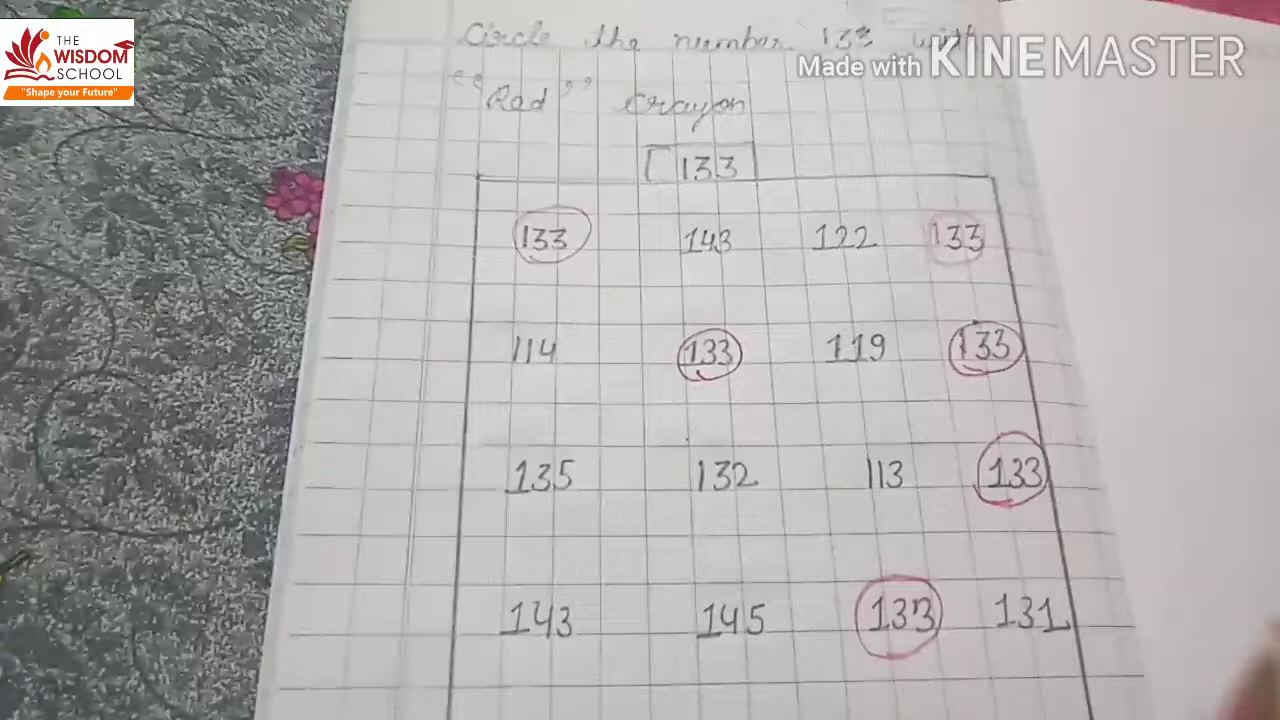 THE
WISDOM
SCHOOL
"Shape your Future"
Made with KINEMASTER
Circle the number 133 with
"Red" Crayon
133
133 143 122 133
114 133 119 133
135 132 113 133
143 145 133 131